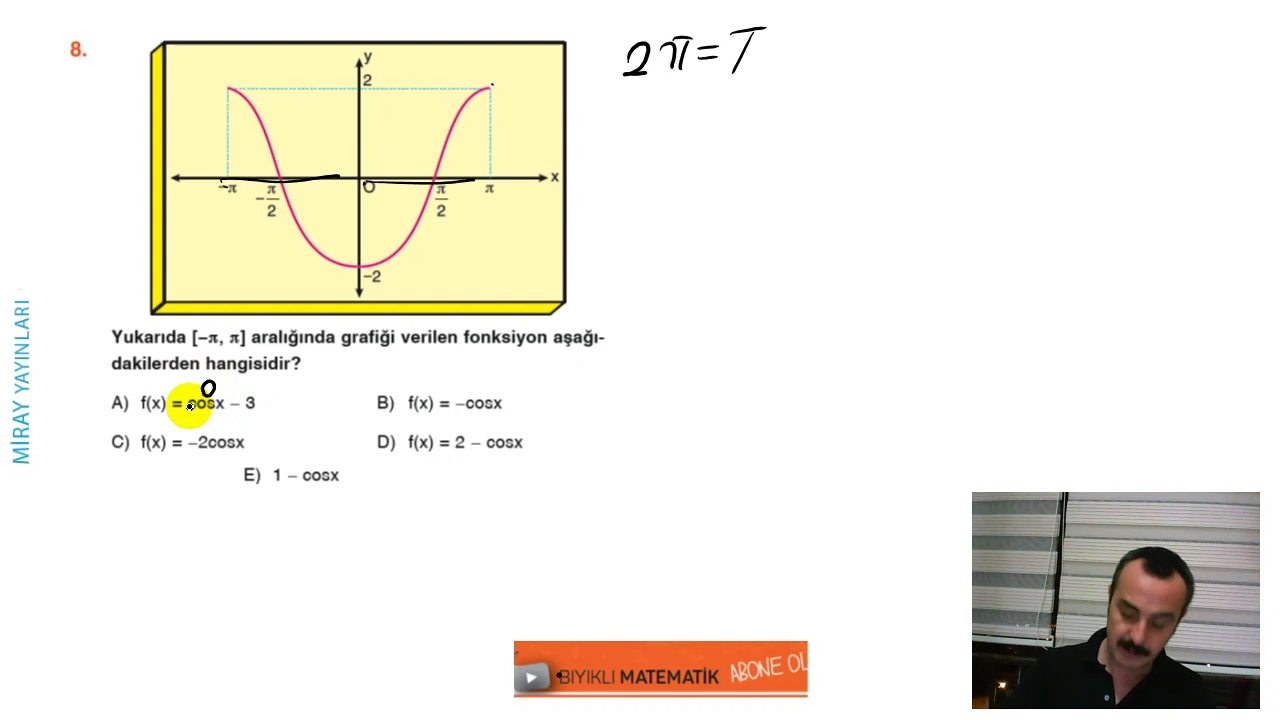 8.
2π = T
y
2
-π
-π/2
O
π/2
π
x
-2
Yukarıda [-π, π] aralığında grafiği verilen fonksiyon aşağı-
dakilerden hangisidir?
0
A) f(x) = cosx - 3
B) f(x) = -cosx
C) f(x) = -2cosx
D) f(x) = 2 - cosx
E) 1 - cosx
MİRAY YAYINLARI
BIYIKLI MATEMATİK ABONE OL